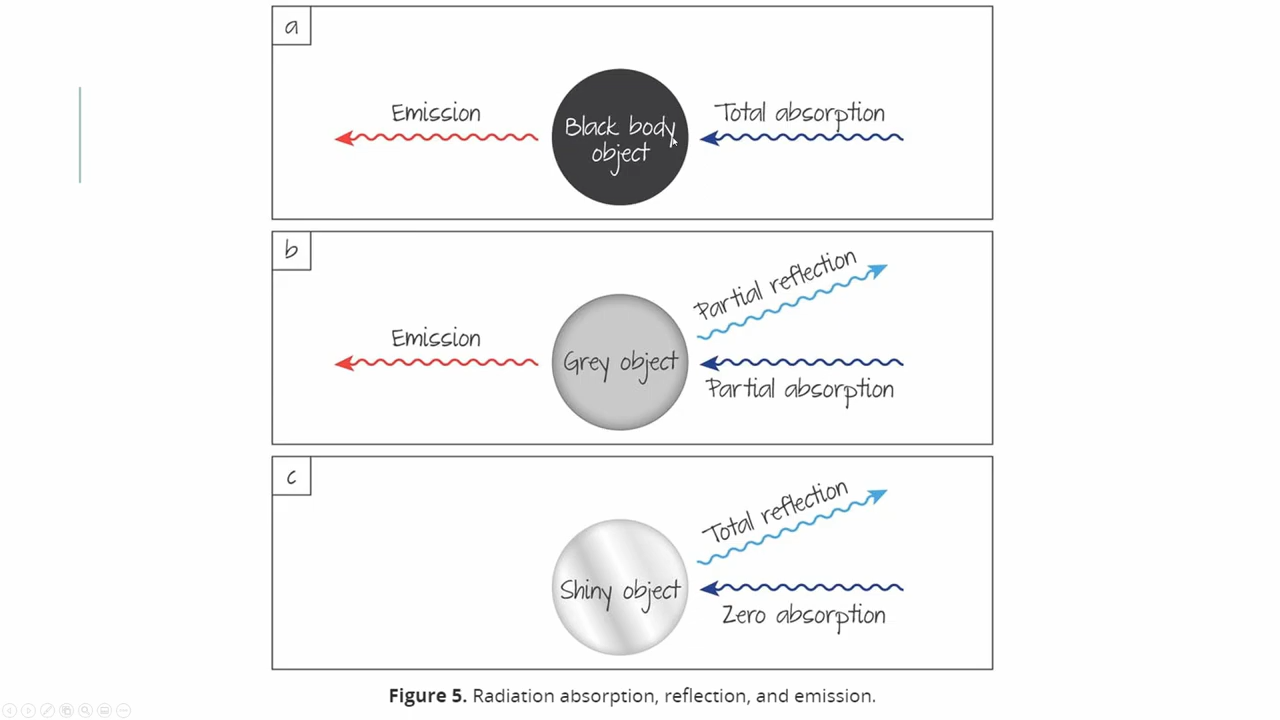 a
Emission
Black body
object
Total absorption
b
Partial reflection
Emission
Grey object
Partial absorption
c
Total reflection
Shiny object
Zero absorption
Figure 5. Radiation absorption, reflection, and emission.